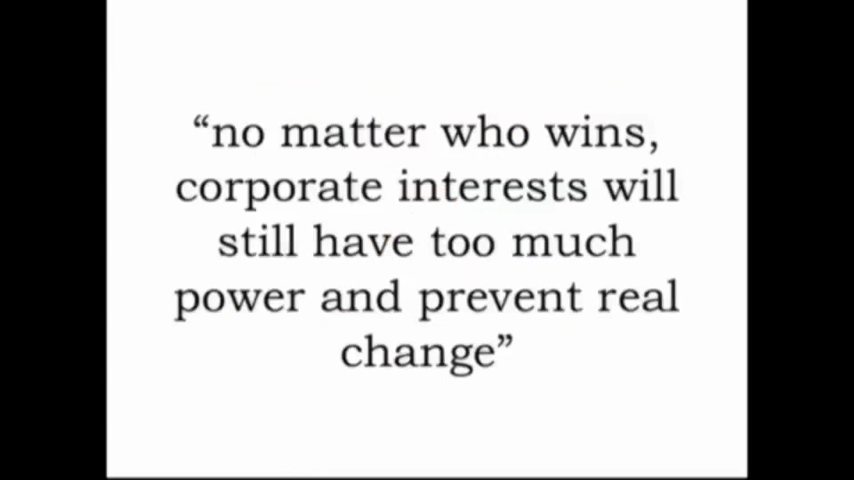 “no matter who wins,
corporate interests will
still have too much
power and prevent real
change”